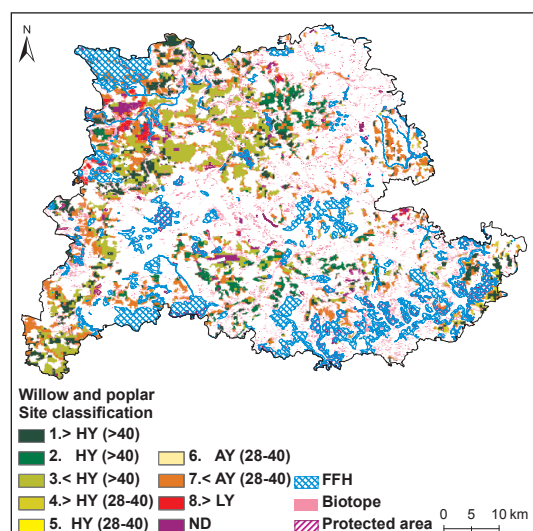 N
Willow and poplar
Site classification
1.> HY (>40)
2. HY (>40)
3.< HY (>40)
4.> HY (28-40)
5. HY (28-40)
6. AY (28-40)
7.< AY (28-40)
8.> LY
ND
FFH
Biotope
Protected area
0 5 10 km